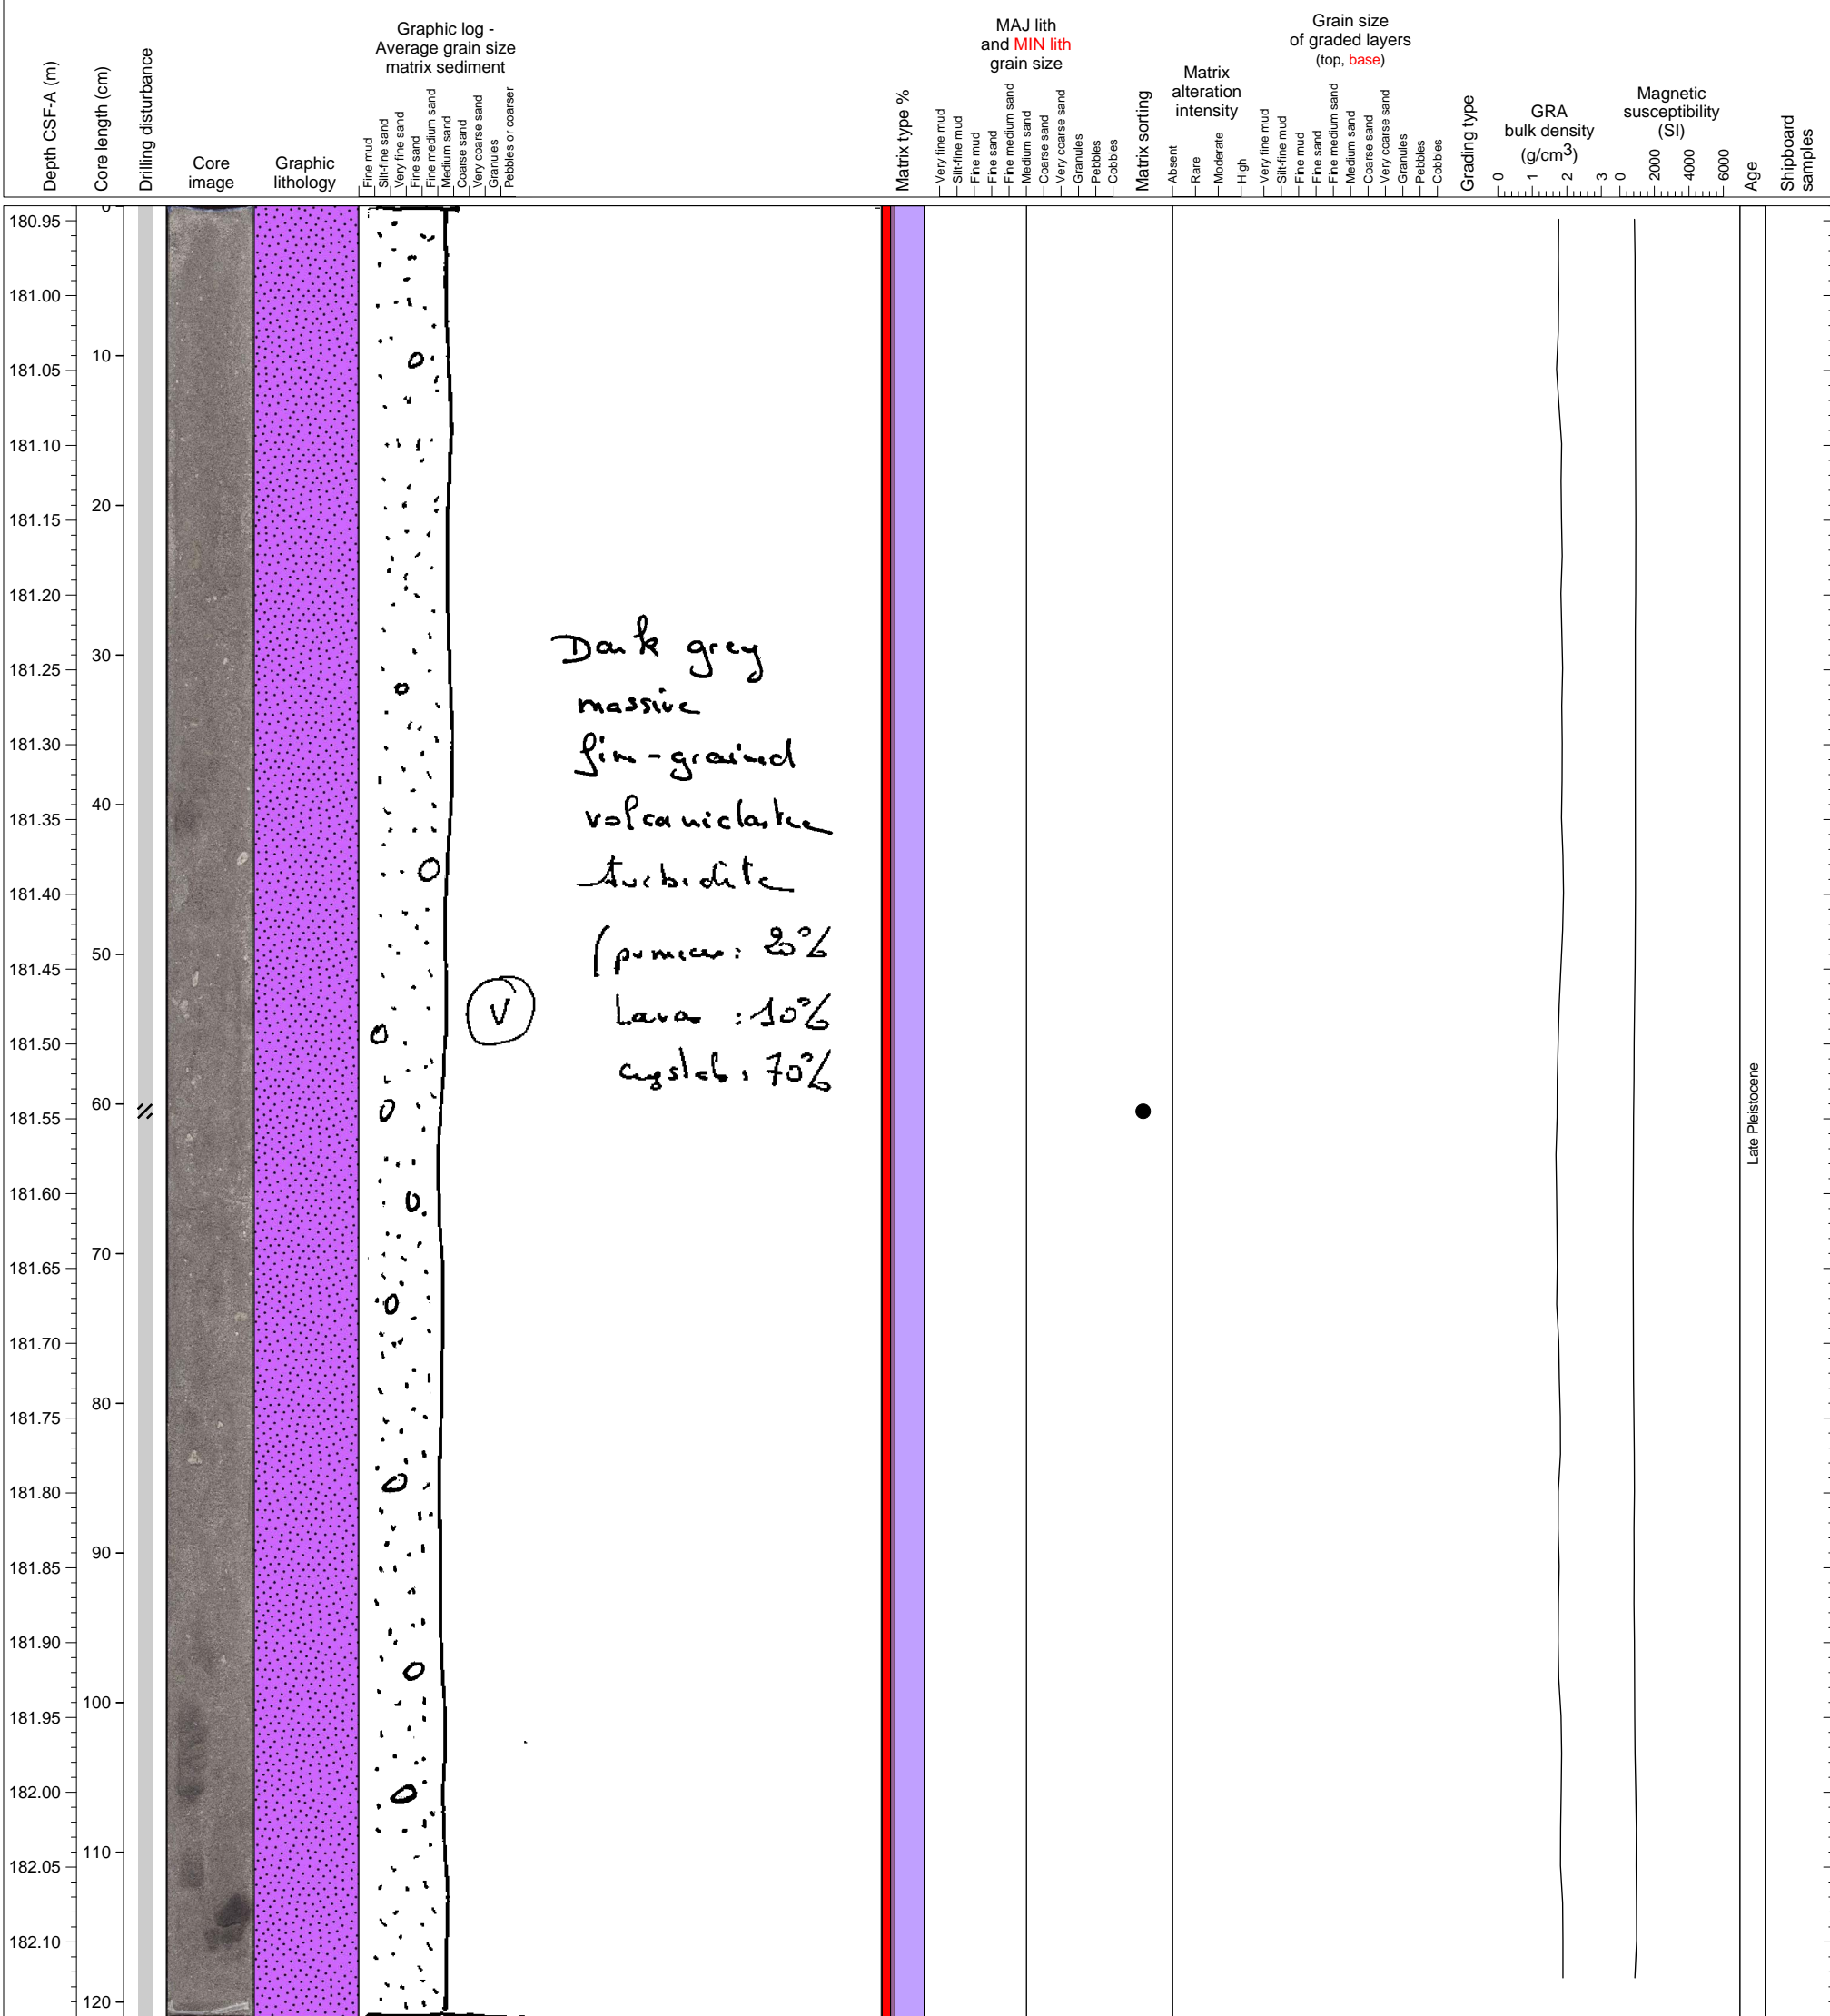 Depth CSF-A (m)
Core length (cm)
Drilling disturbance
Core
image
Graphic
lithology
Graphic log -
Average grain size
matrix sediment
Fine mud
Silt-fine sand
Very fine sand
Fine sand
Fine medium sand
Medium sand
Coarse sand
Very coarse sand
Granules
Pebbles or coarser
Matrix type %
MAJ lith
and MIN lith
grain size
Very fine mud
Silt-fine mud
Fine mud
Fine sand
Fine medium sand
Medium sand
Coarse sand
Very coarse sand
Granules
Pebbles
Cobbles
Matrix sorting
Matrix
alteration
intensity
Absent
Rare
Moderate
High
Grain size
of graded layers
(top, base)
Very fine mud
Silt-fine mud
Fine mud
Fine sand
Fine medium sand
Medium sand
Coarse sand
Very coarse sand
Granules
Pebbles
Cobbles
Grading type
GRA
bulk density
(g/cm3)
0 1 2 3
Magnetic
susceptibility
(SI)
0 2000 4000 6000
Age
Shipboard
samples
180.95
181.00
181.05
181.10
181.15
181.20
181.25
181.30
181.35
181.40
181.45
181.50
181.55
181.60
181.65
181.70
181.75
181.80
181.85
181.90
181.95
182.00
182.05
182.10
0
10
20
30
40
50
60
70
80
90
100
110
120
Dark grey
massive
fine-grained
volcaniclastic
turbidite
(pumice: 20%
Lava : 10%
crystals: 70%
V
Late Pleistocene